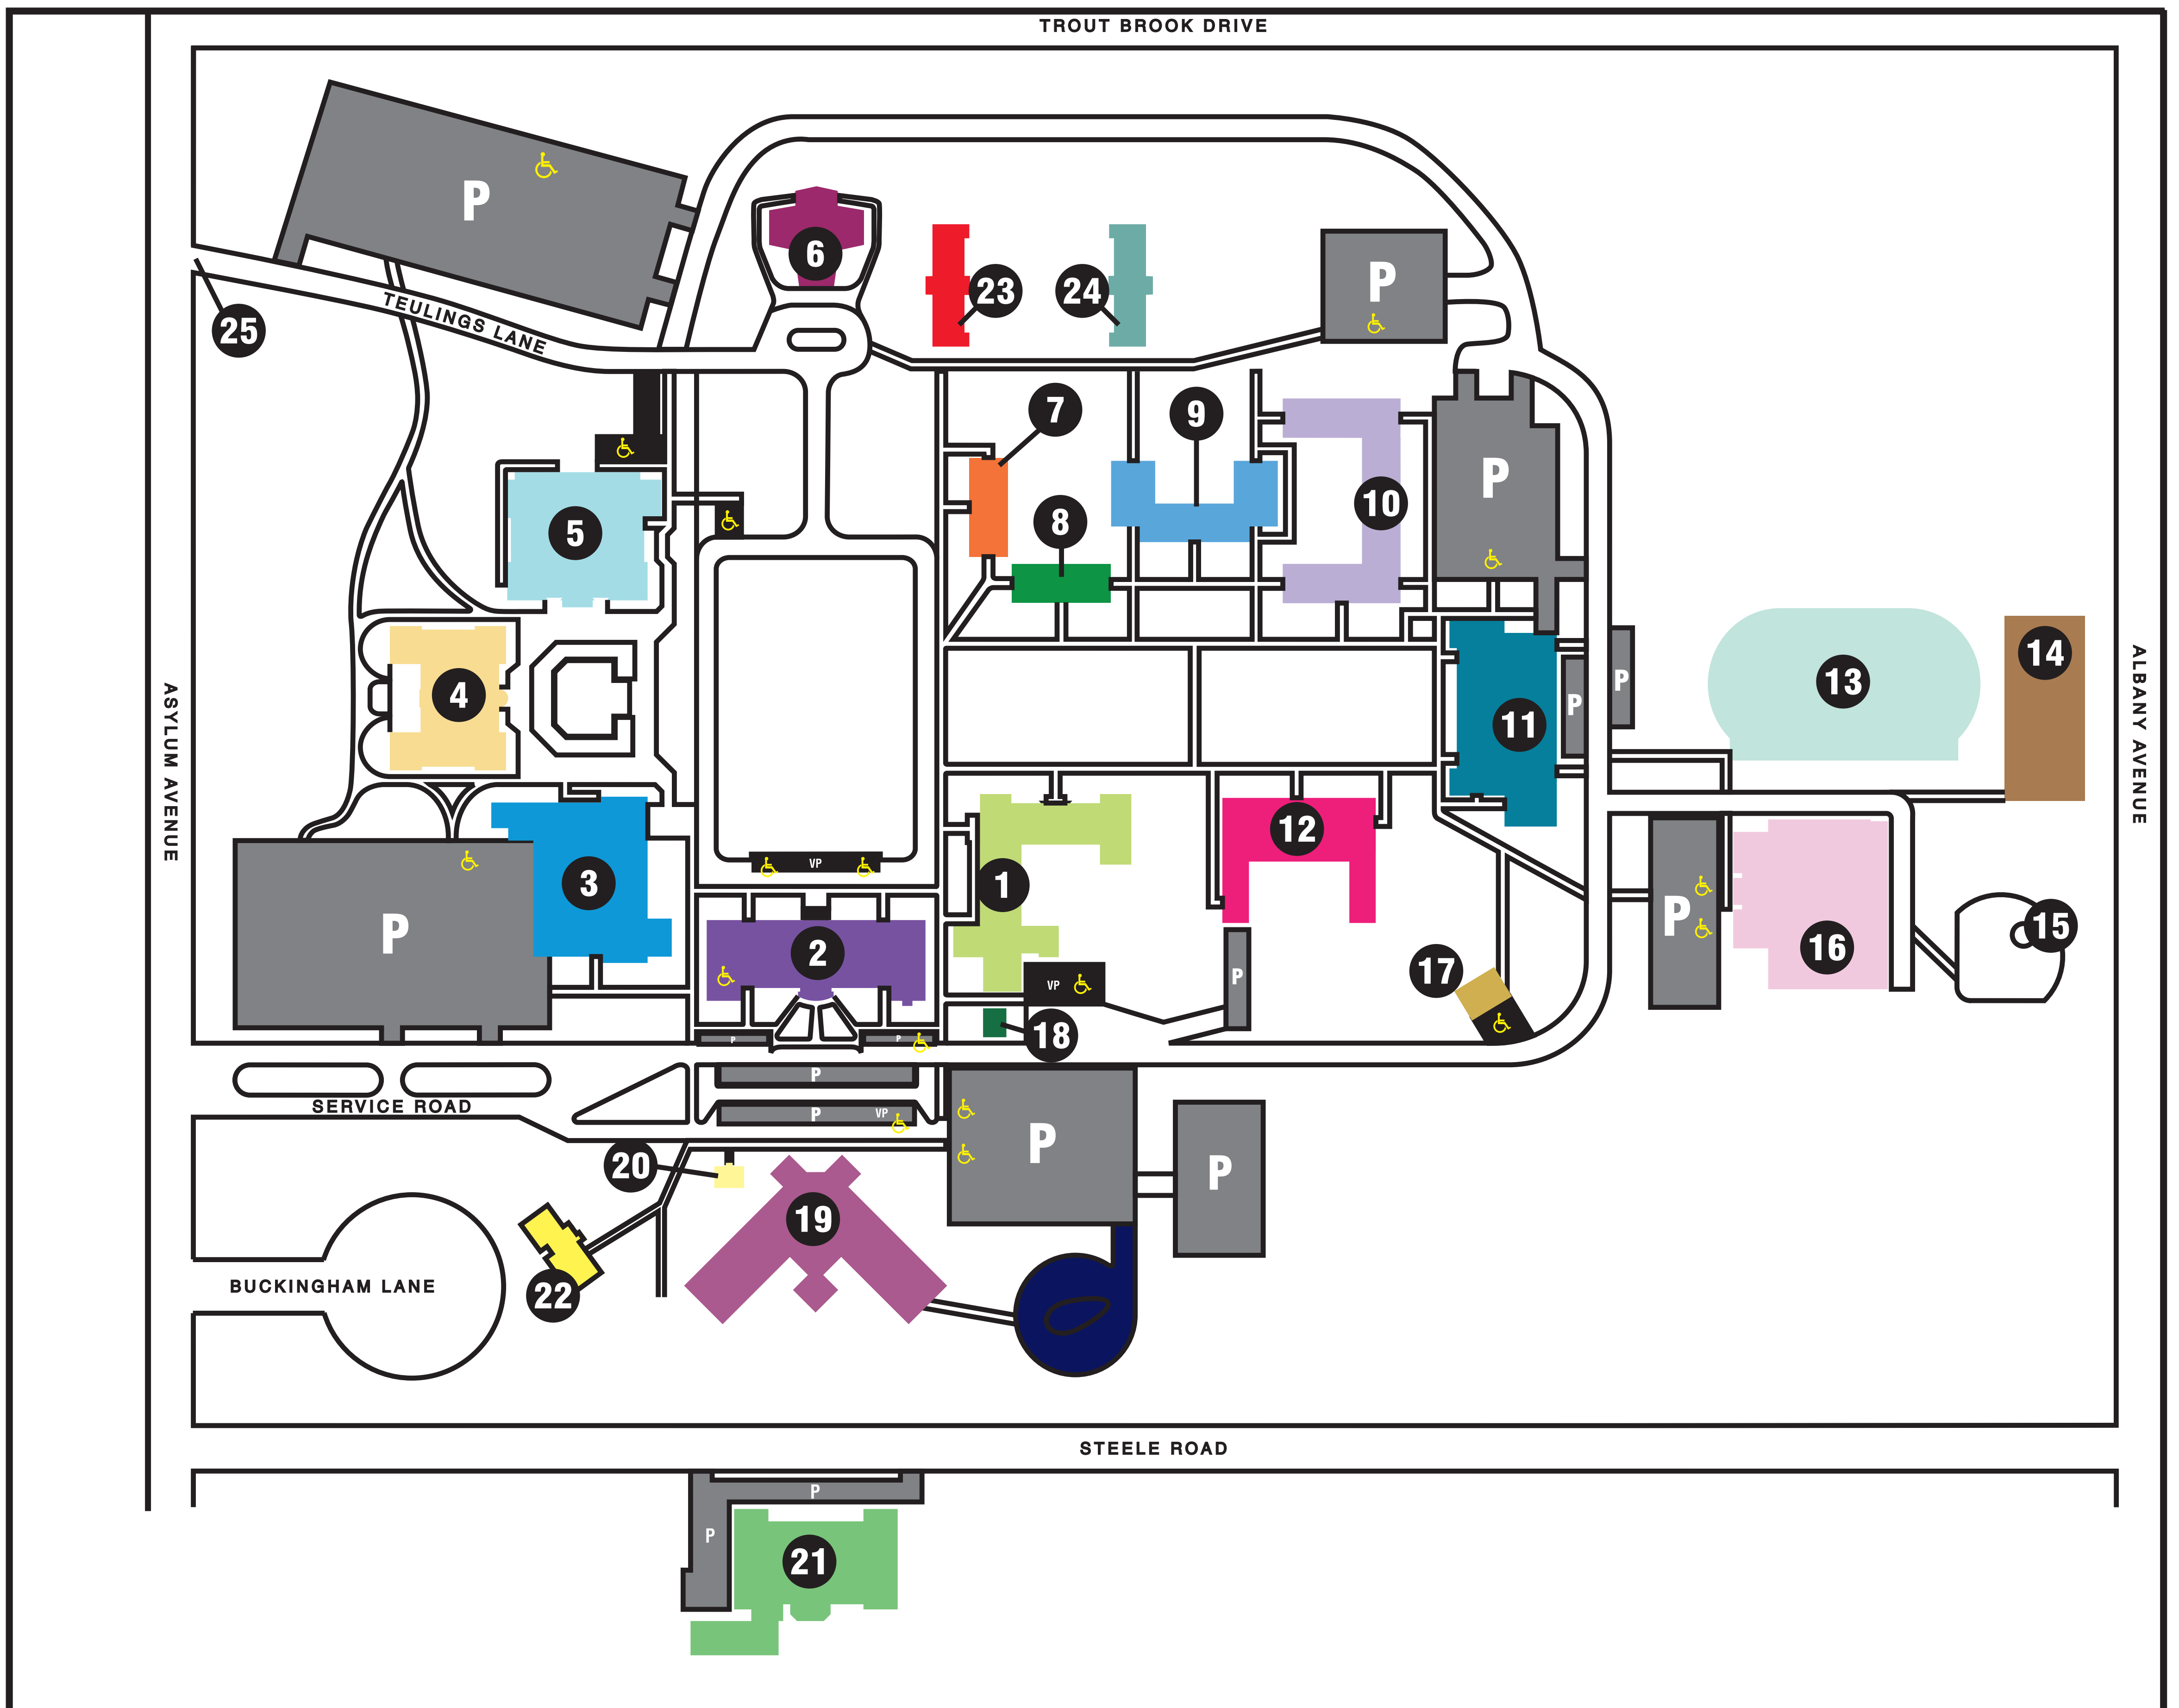 TROUT BROOK DRIVE
P
6
23
24
P
25
TEULINGS LANE
7
9
10
P
8
5
4
11
P
P
13
14
ASYLUM AVENUE
ALBANY AVENUE
12
VP
3
1
P
2
P
16
15
17
P
VP
18
P
P
P
SERVICE ROAD
P
VP
P
P
20
19
22
BUCKINGHAM LANE
STEELE ROAD
P
P
21